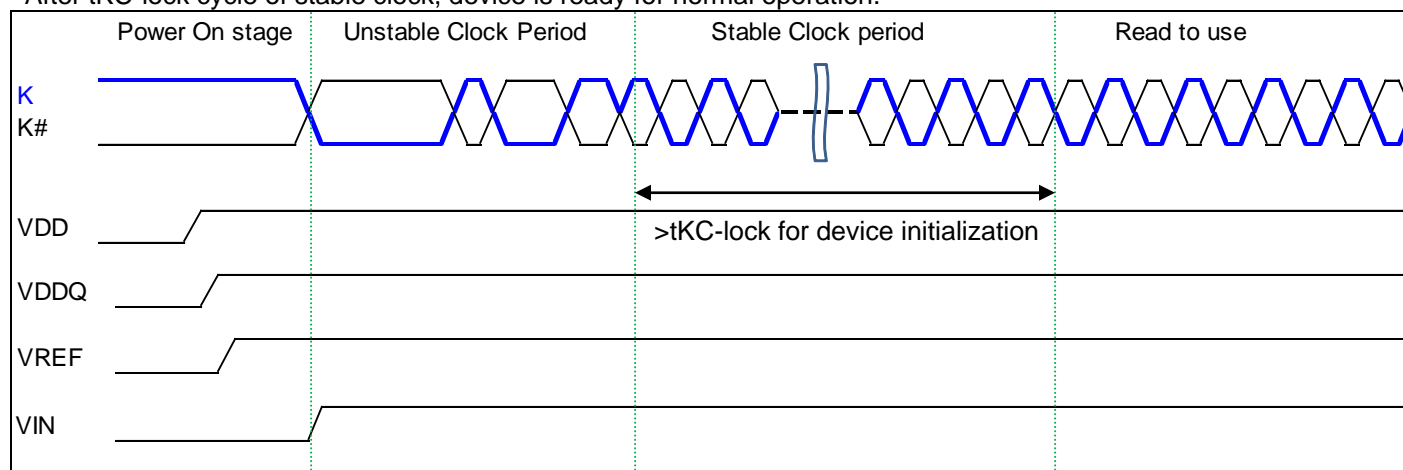 After tKC-lock cycle of stable clock, device is ready for normal operation.
Power On stage Unstable Clock Period Stable Clock period Read to use
K
K#
VDD
>tKC-lock for device initialization
VDDQ
VREF
VIN